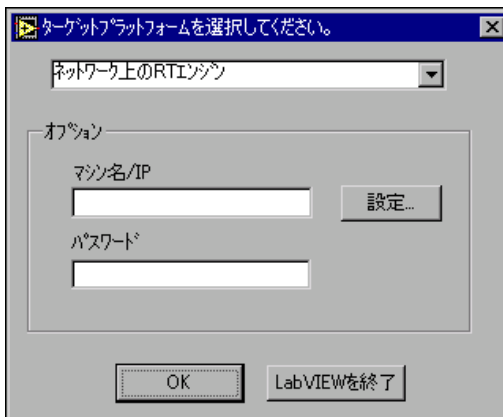 ターゲットプラットフォームを選択してください。
ネットワーク上のRTエンジン
オプション
マシン名/IP
設定...
パスワード
OK
LabVIEWを終了